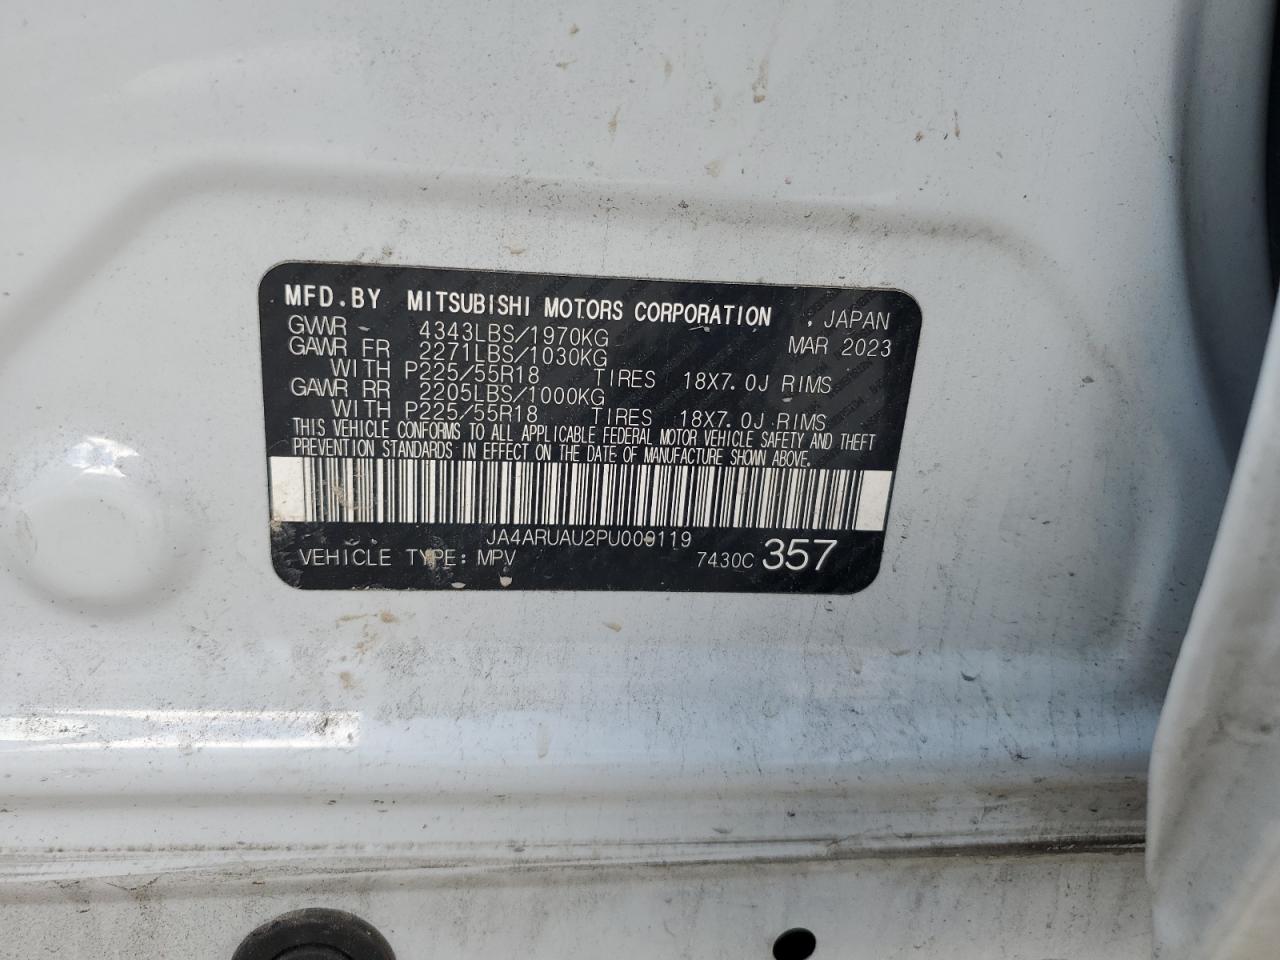 MFD.BY MITSUBISHI MOTORS CORPORATION , JAPAN
GWVR 4343LBS/1970KG MAR 2023
GAWR FR 2271LBS/1030KG
WITH P225/55R18 TIRES 18X7.0J RIMS
GAWR RR 2205LBS/1000KG
WITH P225/55R18 TIRES 18X7.0J RIMS
THIS VEHICLE CONFORMS TO ALL APPLICABLE FEDERAL MOTOR VEHICLE SAFETY AND THEFT
PREVENTION STANDARDS IN EFFECT ON THE DATE OF MANUFACTURE SHOWN ABOVE.
JA4ARUAU2PU009119
VEHICLE TYPE: MPV 7430C 357